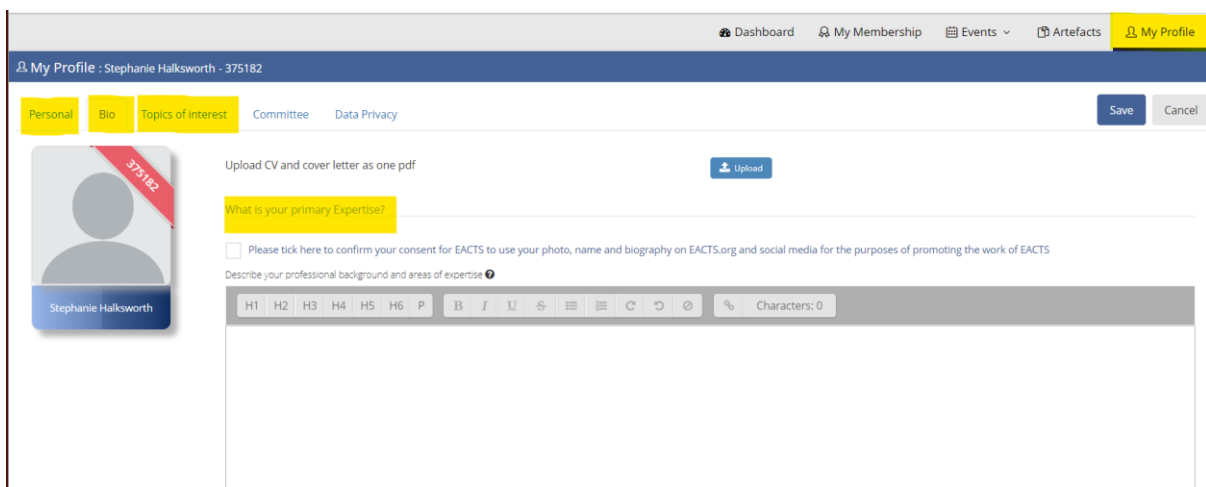 Dashboard My Membership Events Artefacts My Profile
My Profile : Stephanie Halksworth - 375182
Personal Bio Topics of interest Committee Data Privacy Save Cancel
375182
Stephanie Halksworth
Upload CV and cover letter as one pdf Upload
What is your primary Expertise?
Please tick here to confirm your consent for EACTS to use your photo, name and biography on EACTS.org and social media for the purposes of promoting the work of EACTS
Describe your professional background and areas of expertise ?
H1 H2 H3 H4 H5 H6 P B I U S Characters: 0